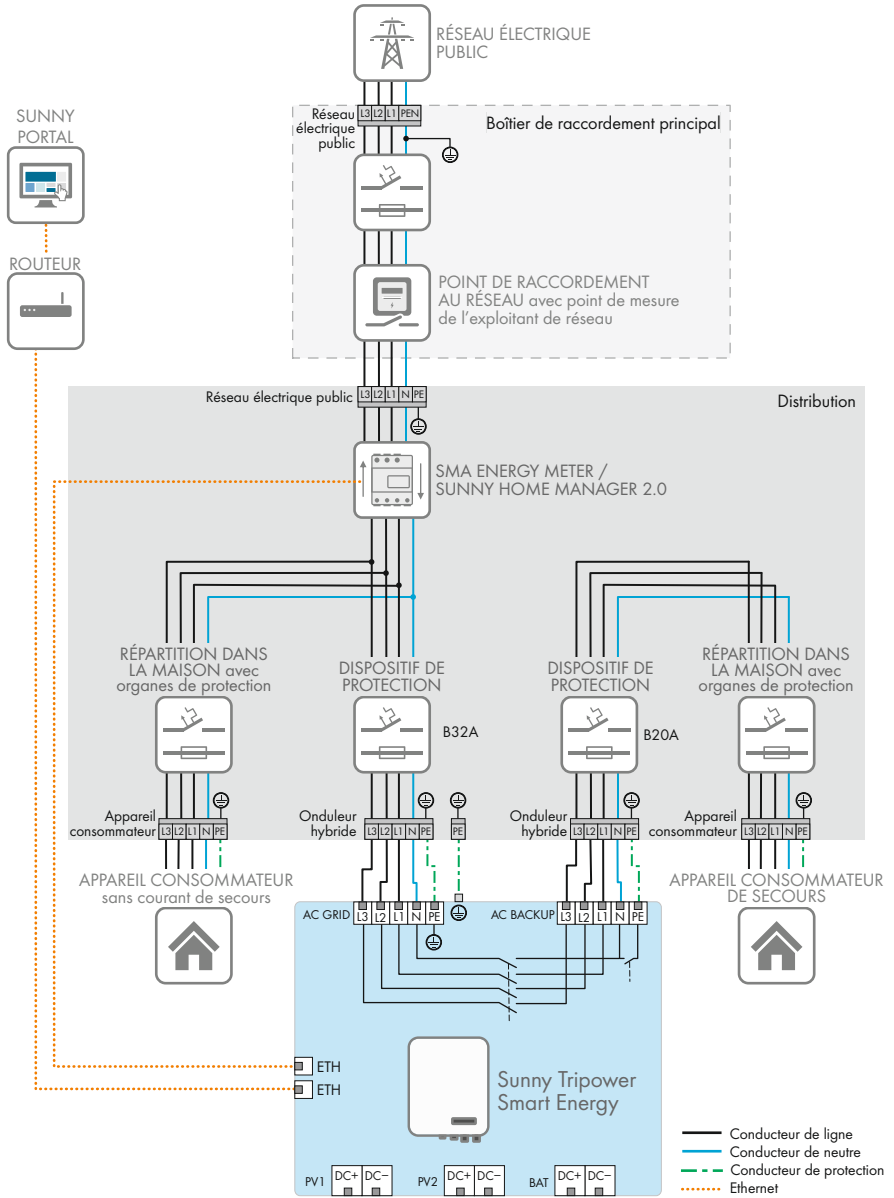 RÉSEAU ÉLECTRIQUE
PUBLIC
SUNNY
PORTAL
Réseau
électrique
public
L3 L2 L1 PEN
Boîtier de raccordement principal
ROUTEUR
POINT DE RACCORDEMENT
AU RÉSEAU avec point de mesure
de l'exploitant de réseau
Réseau électrique public
L3 L2 L1 N PE
Distribution
SMA ENERGY METER /
SUNNY HOME MANAGER 2.0
RÉPARTITION DANS
LA MAISON avec
organes de protection
DISPOSITIF DE
PROTECTION
B32A
DISPOSITIF DE
PROTECTION
B20A
RÉPARTITION DANS
LA MAISON avec
organes de protection
Appareil
consommateur
L3 L2 L1 N PE
Onduleur
hybride
L3 L2 L1 N PE
PE
Onduleur
hybride
L3 L2 L1 N PE
Appareil
consommateur
L3 L2 L1 N PE
APPAREIL CONSOMMATEUR
sans courant de secours
APPAREIL CONSOMMATEUR
DE SECOURS
AC GRID
L3 L2 L1 N PE
AC BACKUP
L3 L2 L1 N PE
ETH
ETH
Sunny Tripower
Smart Energy
PV1
DC+ DC−
PV2
DC+ DC−
BAT
DC+ DC−
Conducteur de ligne
Conducteur de neutre
Conducteur de protection
Ethernet